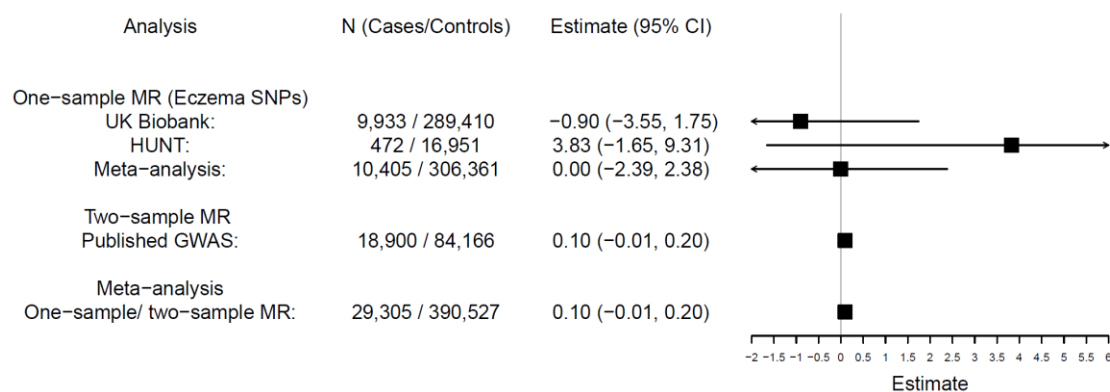 Analysis N (Cases/Controls) Estimate (95% CI)
One−sample MR (Eczema SNPs)
UK Biobank: 9,933 / 289,410 −0.90 (−3.55, 1.75)
HUNT: 472 / 16,951 3.83 (−1.65, 9.31)
Meta−analysis: 10,405 / 306,361 0.00 (−2.39, 2.38)
Two−sample MR
Published GWAS: 18,900 / 84,166 0.10 (−0.01, 0.20)
Meta−analysis
One−sample/ two−sample MR: 29,305 / 390,527 0.10 (−0.01, 0.20)
−2 −1 −0.5 0 0.5 1 1.5 2 2.5 3 3.5 4 4.5 5 5.5 6
Estimate